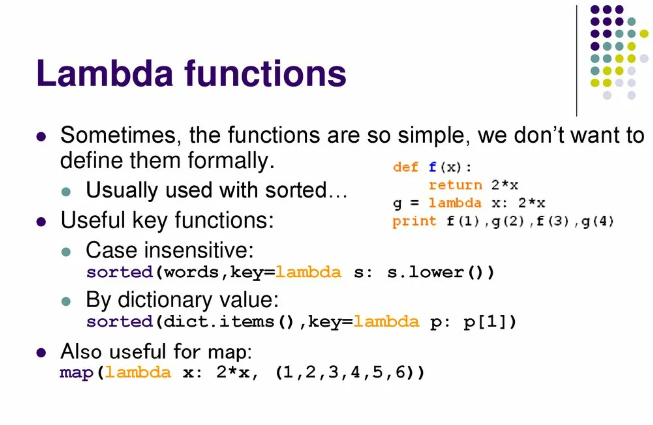 Lambda functions
Sometimes, the functions are so simple, we don't want to
define them formally.
Usually used with sorted…
def f(x):
    return 2*x
g = lambda x: 2*x
print f(1),g(2),f(3),g(4)
Useful key functions:
Case insensitive:
sorted(words,key=lambda s: s.lower())
By dictionary value:
sorted(dict.items(),key=lambda p: p[1])
Also useful for map:
map(lambda x: 2*x, (1,2,3,4,5,6))